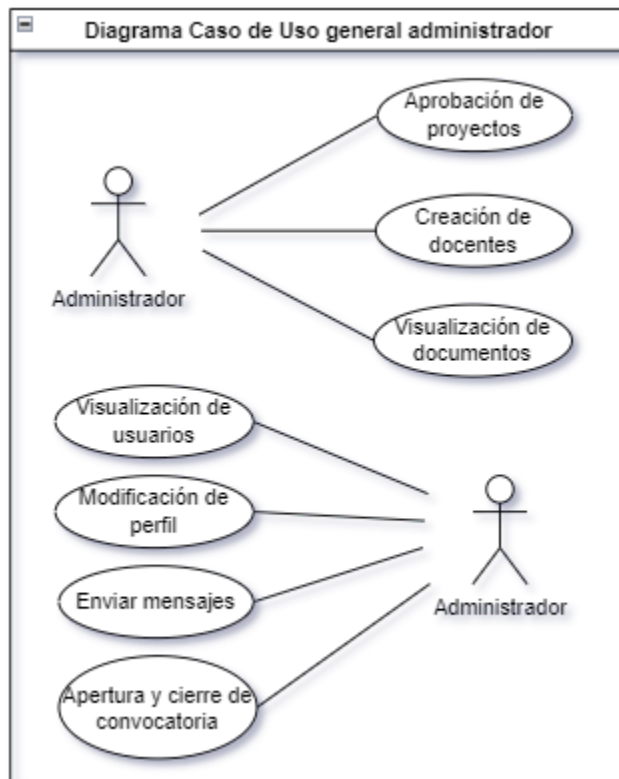 Diagrama Caso de Uso general administrador
Aprobación de
proyectos
Creación de
docentes
Administrador
Visualización de
documentos
Visualización de
usuarios
Modificación de
perfil
Enviar mensajes
Administrador
Apertura y cierre de
convocatoria